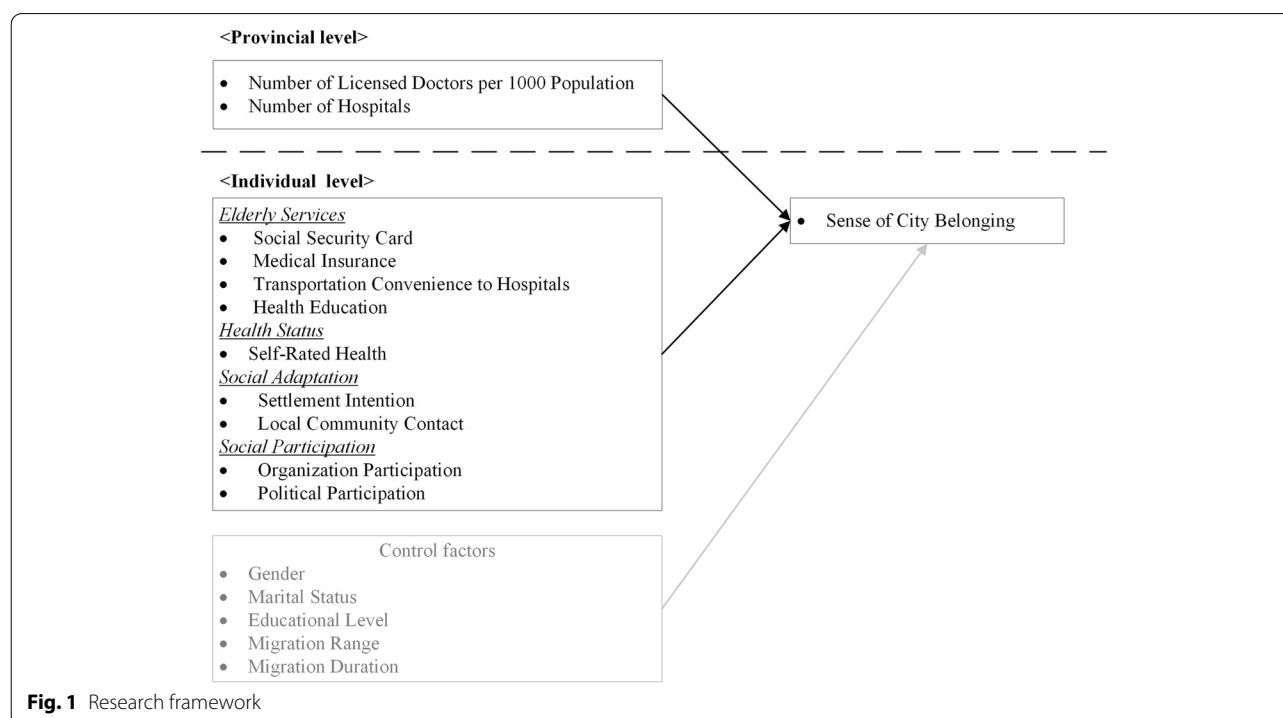 <Provincial level>
• Number of Licensed Doctors per 1000 Population
• Number of Hospitals
<Individual level>
Elderly Services
• Social Security Card
• Medical Insurance
• Transportation Convenience to Hospitals
• Health Education
Health Status
• Self-Rated Health
Social Adaptation
• Settlement Intention
• Local Community Contact
Social Participation
• Organization Participation
• Political Participation
• Sense of City Belonging
Control factors
• Gender
• Marital Status
• Educational Level
• Migration Range
• Migration Duration
Fig. 1 Research framework